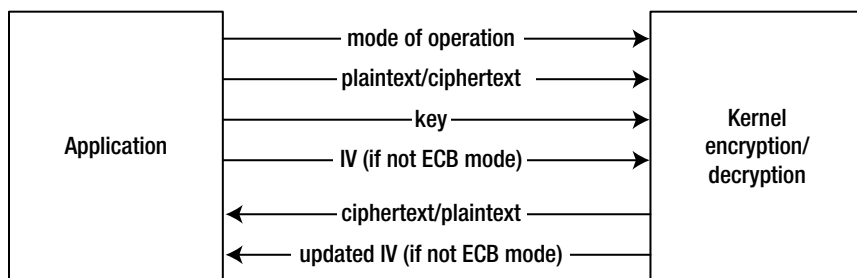 mode of operation
plaintext/ciphertext
key
IV (if not ECB mode)
ciphertext/plaintext
updated IV (if not ECB mode)
Application
Kernel
encryption/
decryption